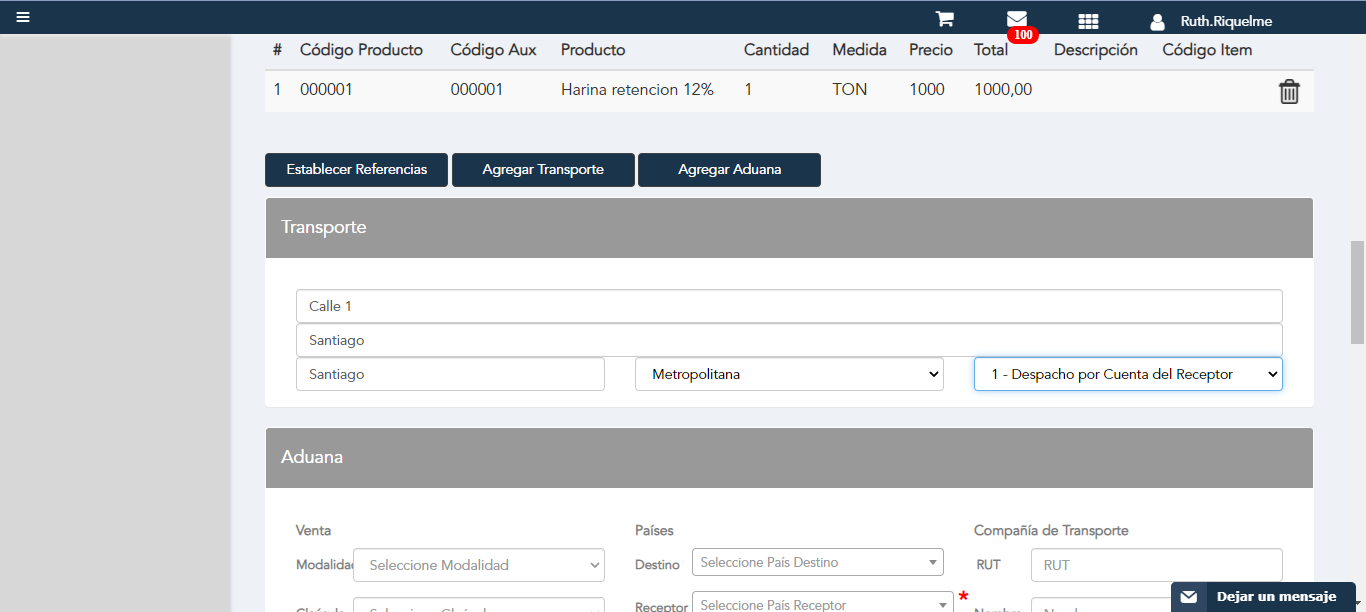 Ruth.Riquelme
100
# Código Producto Código Aux Producto Cantidad Medida Precio Total Descripción Código Item
1 000001 000001 Harina retencion 12% 1 TON 1000 1000,00
Establecer Referencias Agregar Transporte Agregar Aduana
Transporte
Calle 1
Santiago
Santiago Metropolitana 1 - Despacho por Cuenta del Receptor
Aduana
Venta Países Compañía de Transporte
Modalidad Seleccione Modalidad Destino Seleccione País Destino RUT RUT
Receptor Seleccione País Receptor *
Dejar un mensaje